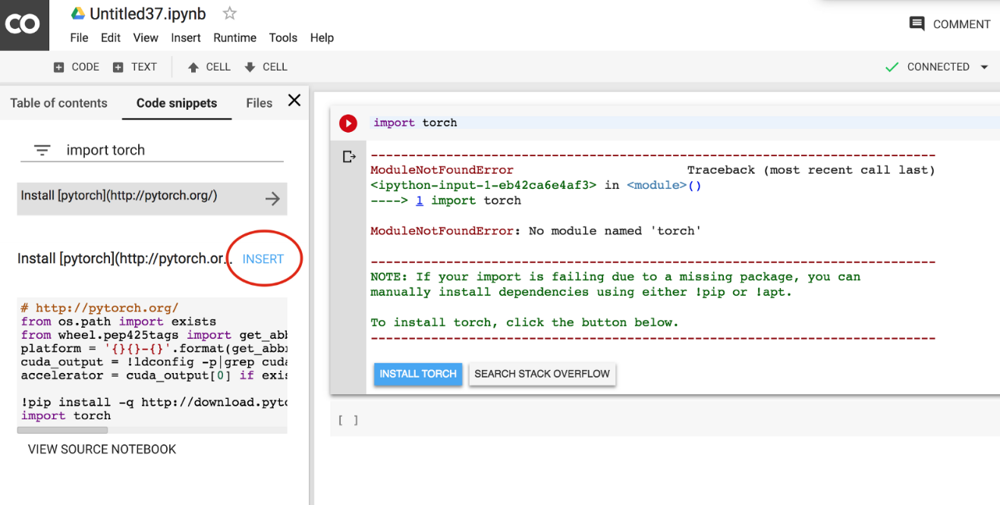 CO
Untitled37.ipynb
File Edit View Insert Runtime Tools Help
COMMENT
CODE TEXT CELL CELL
CONNECTED
Table of contents Code snippets Files
import torch
Install [pytorch](http://pytorch.org/)
Install [pytorch](http://pytorch.or... INSERT
# http://pytorch.org/
from os.path import exists
from wheel.pep425tags import get_abb
platform = '{}{}-{}'.format(get_abbr
cuda_output = !ldconfig -p|grep cuda
accelerator = cuda_output[0] if exis
!pip install -q http://download.pyto
import torch
VIEW SOURCE NOTEBOOK
import torch
---------------------------------------------------------------------------
ModuleNotFoundError Traceback (most recent call last)
<ipython-input-1-eb42ca6e4af3> in <module>()
----> 1 import torch
ModuleNotFoundError: No module named 'torch'
---------------------------------------------------------------------------
NOTE: If your import is failing due to a missing package, you can
manually install dependencies using either !pip or !apt.
To install torch, click the button below.
---------------------------------------------------------------------------
INSTALL TORCH SEARCH STACK OVERFLOW
[ ]